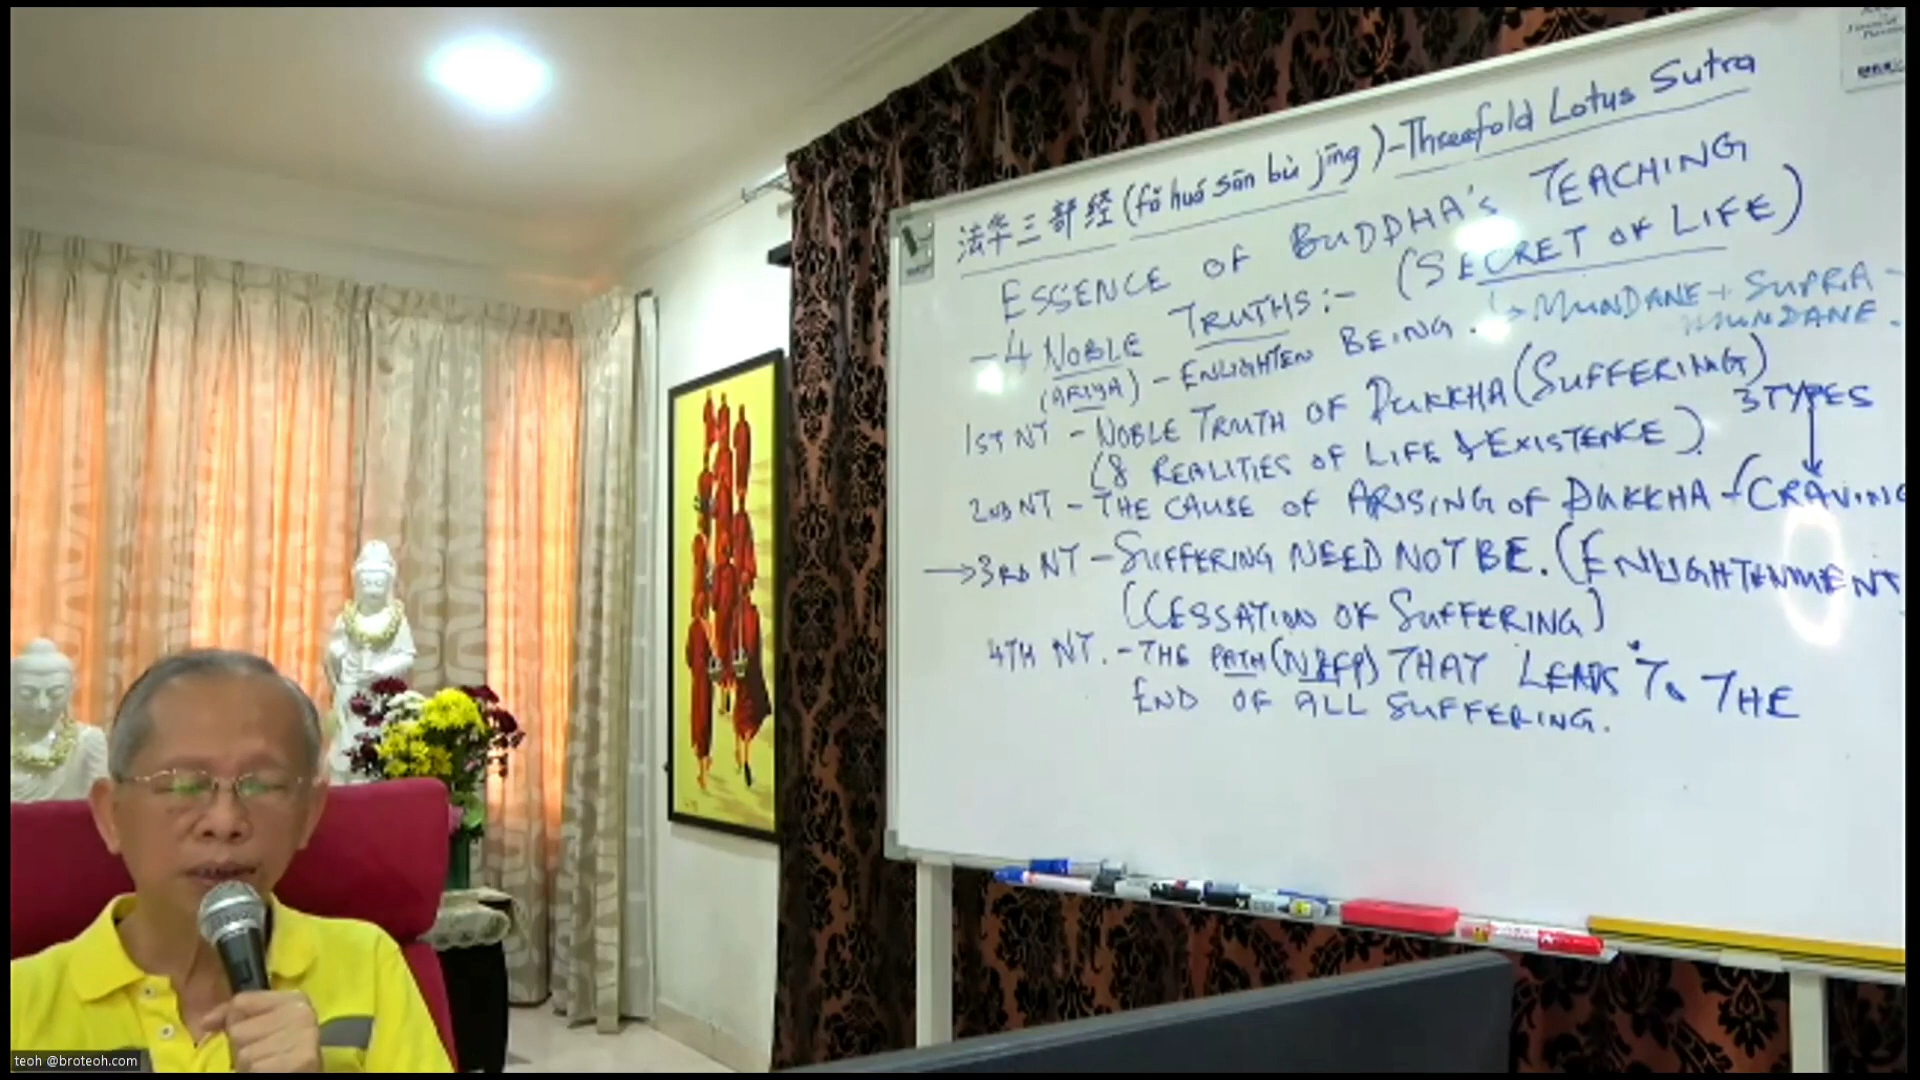 法华三部经 (fǎ huá sān bù jīng) - Threefold Lotus Sutra
ESSENCE OF BUDDHA'S TEACHING
- 4 NOBLE TRUTHS:- (SECRET OF LIFE)
(ARIYA) - ENLIGHTEN BEING. ↳ MUNDANE + SUPRA-
MUNDANE.
1ST NT - NOBLE TRUTH OF DUKKHA (SUFFERING)
(8 REALITIES OF LIFE & EXISTENCE) 3 TYPES
2ND NT - THE CAUSE OF ARISING OF DUKKHA - (CRAVING
→ 3RD NT - SUFFERING NEED NOT BE. (ENLIGHTENMENT
(CESSATION OF SUFFERING)
4TH NT. - THE PATH (N8FP) THAT LEADS TO THE
END OF ALL SUFFERING.
teoh @broteoh.com